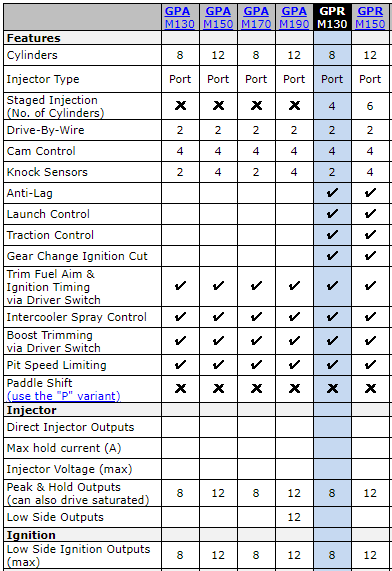 GPA GPA GPA GPA GPR GPR
M130 M150 M170 M190 M130 M150
Features
Cylinders 8 12 8 12 8 12
Injector Type Port Port Port Port Port Port
Staged Injection
(No. of Cylinders) ✗ ✗ ✗ ✗ 4 6
Drive-By-Wire 2 2 2 2 2 2
Cam Control 4 4 4 4 4 4
Knock Sensors 2 4 2 4 2 4
Anti-Lag ✓ ✓
Launch Control ✓ ✓
Traction Control ✓ ✓
Gear Change Ignition Cut ✓ ✓
Trim Fuel Aim &
Ignition Timing
via Driver Switch ✓ ✓ ✓ ✓ ✓ ✓
Intercooler Spray Control ✓ ✓ ✓ ✓ ✓ ✓
Boost Trimming
via Driver Switch ✓ ✓ ✓ ✓ ✓ ✓
Pit Speed Limiting ✓ ✓ ✓ ✓ ✓ ✓
Paddle Shift
(use the "P" variant) ✗ ✗ ✗ ✗ ✗ ✗
Injector
Direct Injector Outputs
Max hold current (A)
Injector Voltage (max)
Peak & Hold Outputs
(can also drive saturated) 8 12 8 12 8 12
Low Side Outputs 12
Ignition
Low Side Ignition Outputs
(max) 8 12 8 12 8 12